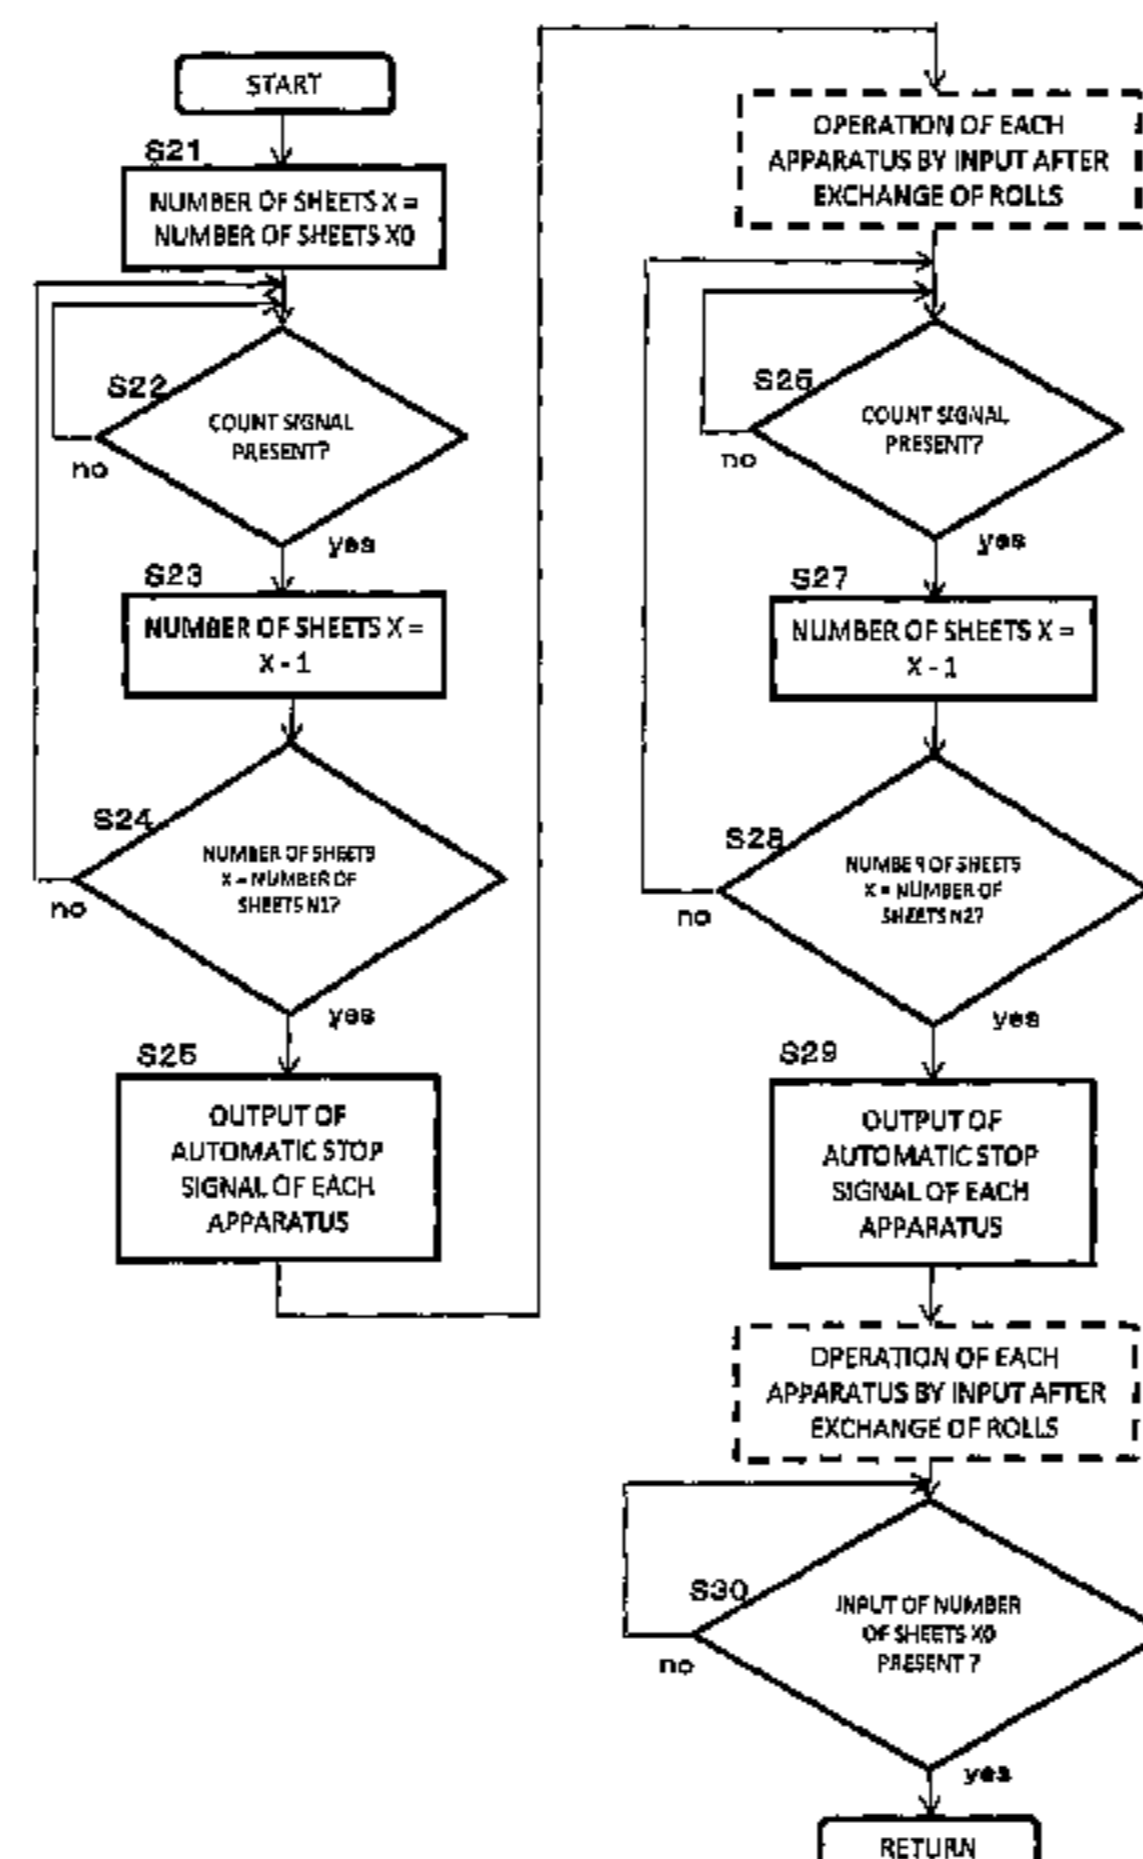 START
S21
NUMBER OF SHEETS X =
NUMBER OF SHEETS X0
S22
COUNT SIGNAL
PRESENT?
no
yes
S23
NUMBER OF SHEETS X =
X - 1
S24
NUMBER OF SHEETS
X = NUMBER OF
SHEETS N1?
no
yes
S25
OUTPUT OF
AUTOMATIC STOP
SIGNAL OF EACH
APPARATUS
OPERATION OF EACH
APPARATUS BY INPUT AFTER
EXCHANGE OF ROLLS
S26
COUNT SIGNAL
PRESENT?
no
yes
S27
NUMBER OF SHEETS X =
X - 1
S28
NUMBER OF SHEETS
X = NUMBER OF
SHEETS N2?
no
yes
S29
OUTPUT OF
AUTOMATIC STOP
SIGNAL OF EACH
APPARATUS
OPERATION OF EACH
APPARATUS BY INPUT AFTER
EXCHANGE OF ROLLS
S30
INPUT OF NUMBER
OF SHEETS X0
PRESENT ?
no
yes
RETURN